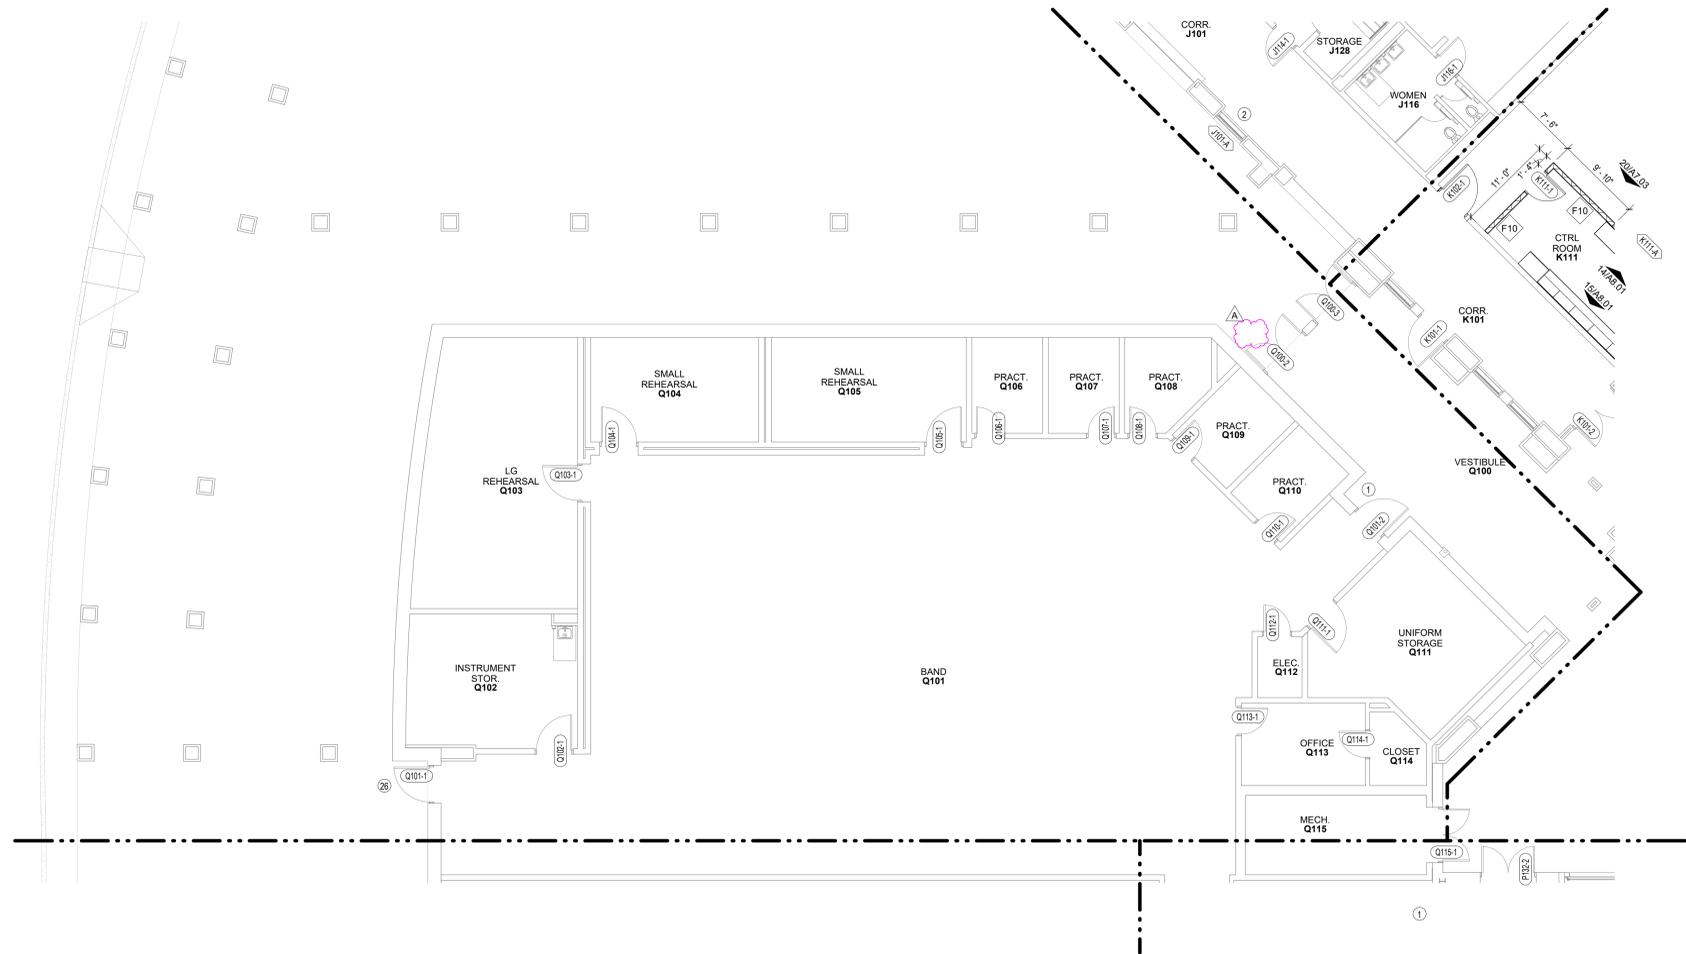 CORR.
J101
J114-1
STORAGE
J128
WOMEN
J116
J116-1
2
J101-A
7' - 6"
11' - 0"
1' - 4"
9' - 10"
20/A7.03
K102-1
K111-1
F10
F10
CTRL
ROOM
K111
K111-A
14/A8.01
15/A8.01
CORR.
K101
K101-1
K101-2
Q100-3
A
Q100-2
VESTIBULE
Q100
SMALL
REHEARSAL
Q104
SMALL
REHEARSAL
Q105
PRACT.
Q106
PRACT.
Q107
PRACT.
Q108
PRACT.
Q109
PRACT.
Q110
Q104-1
Q105-1
Q106-1
Q107-1
Q108-1
Q109-1
Q110-1
1
Q101-2
LG
REHEARSAL
Q103
Q103-1
INSTRUMENT
STOR.
Q102
Q102-1
BAND
Q101
Q101-1
26
Q112-1
Q111-1
ELEC.
Q112
UNIFORM
STORAGE
Q111
Q113-1
OFFICE
Q113
Q114-1
CLOSET
Q114
MECH.
Q115
Q115-1
P132-2
1